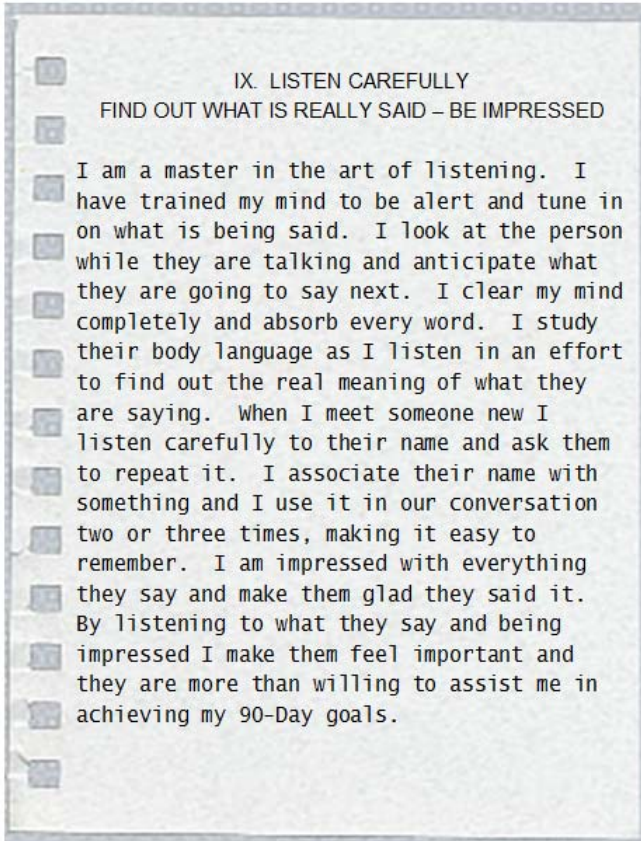 IX.  LISTEN CAREFULLY
FIND OUT WHAT IS REALLY SAID – BE IMPRESSED
I am a master in the art of listening.  I
have trained my mind to be alert and tune in
on what is being said.  I look at the person
while they are talking and anticipate what
they are going to say next.  I clear my mind
completely and absorb every word.  I study
their body language as I listen in an effort
to find out the real meaning of what they
are saying.  When I meet someone new I
listen carefully to their name and ask them
to repeat it.  I associate their name with
something and I use it in our conversation
two or three times, making it easy to
remember.  I am impressed with everything
they say and make them glad they said it.
By listening to what they say and being
impressed I make them feel important and
they are more than willing to assist me in
achieving my 90-Day goals.